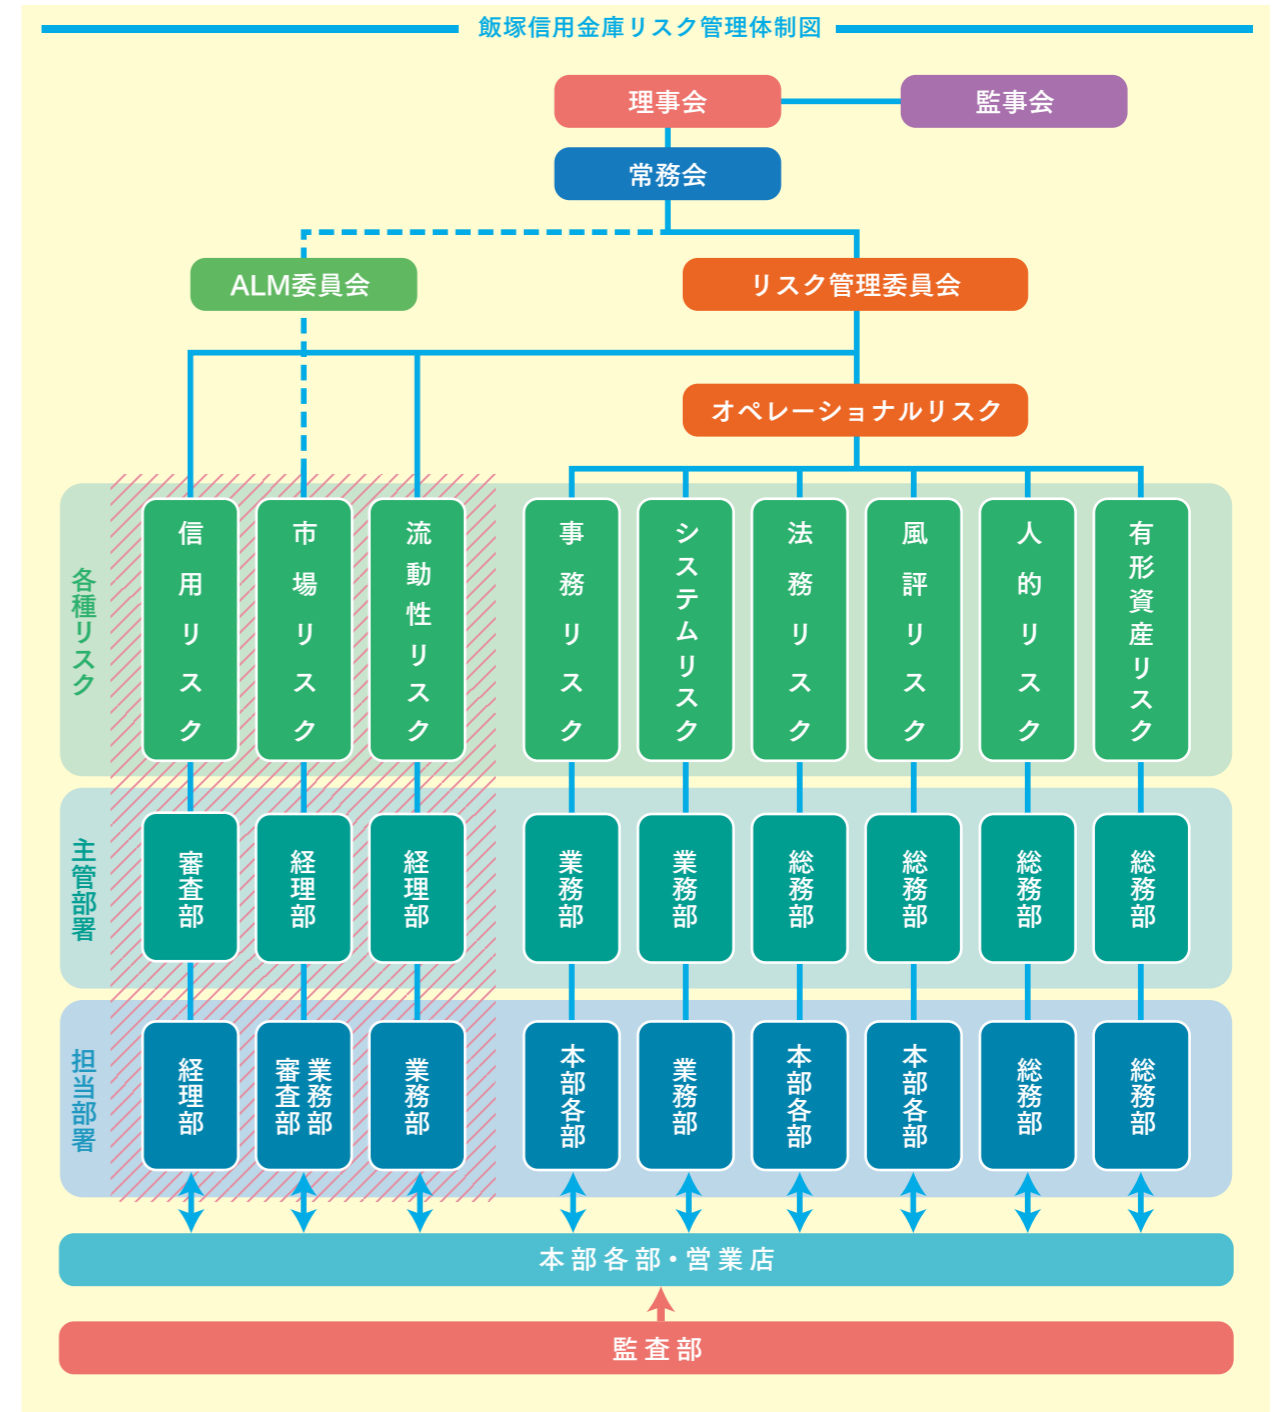 飯塚信用金庫リスク管理体制図
理事会
監事会
常務会
ALM委員会
リスク管理委員会
オペレーショナルリスク
各種リスク
信用リスク
市場リスク
流動性リスク
事務リスク
システムリスク
法務リスク
風評リスク
人的リスク
有形資産リスク
主管部署
審査部
経理部
経理部
業務部
業務部
総務部
総務部
総務部
総務部
担当部署
経理部
業務部
審査部
業務部
本部各部
業務部
本部各部
本部各部
総務部
総務部
本部各部・営業店
監査部